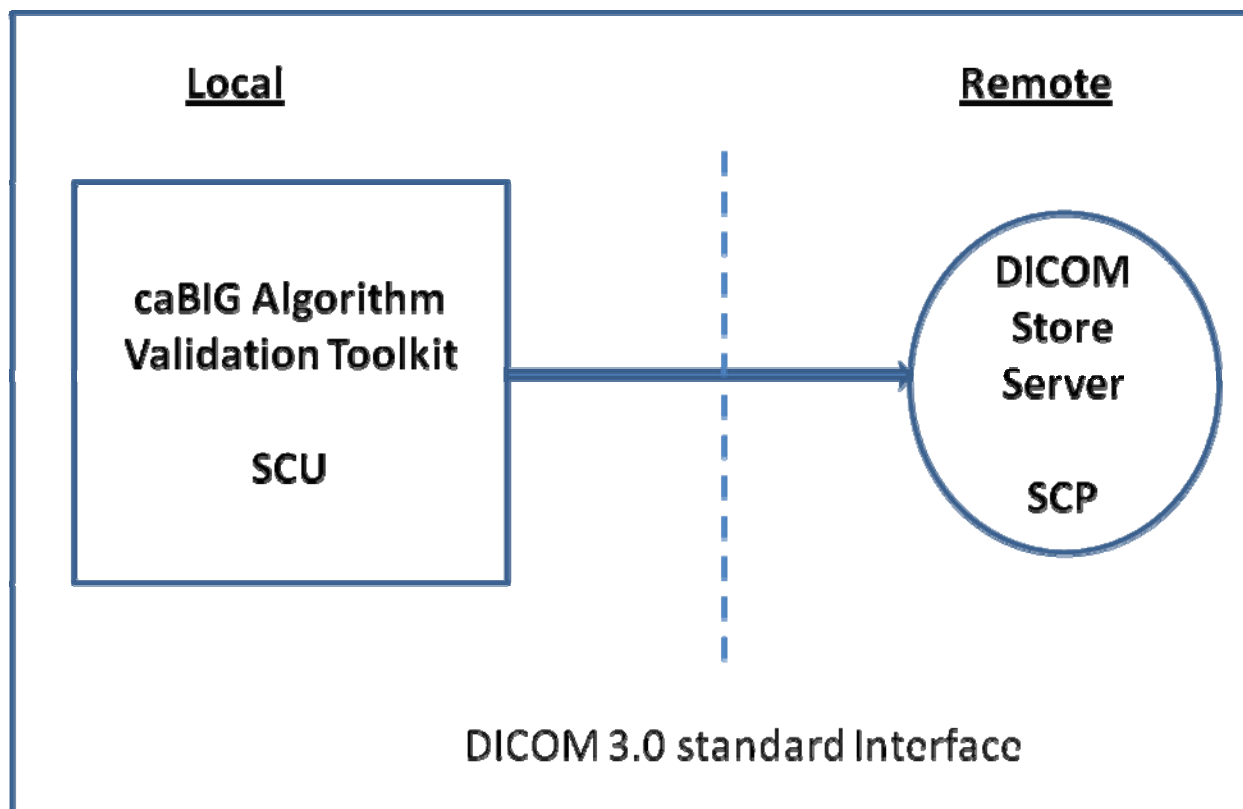 Local
Remote
caBIG Algorithm
Validation Toolkit
SCU
DICOM
Store
Server
SCP
DICOM 3.0 standard Interface